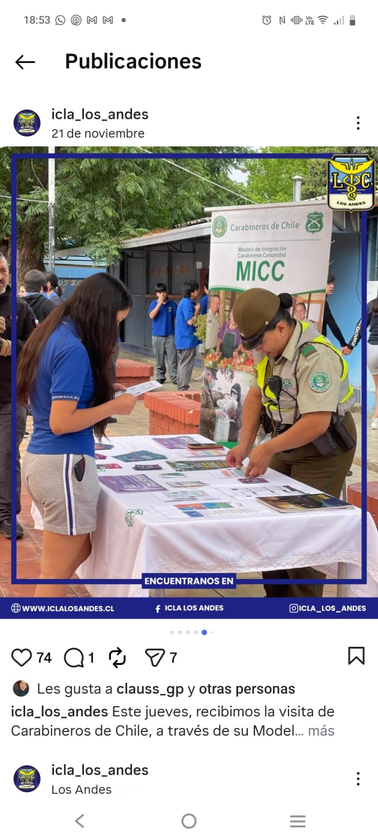 18:53
Publicaciones
icla_los_andes
21 de noviembre
LIC
LOS ANDES
Carabineros de Chile
Modelo de Integración
Carabineros Comunidad
MICC
ENCUENTRANOS EN
WWW.ICLALOSANDES.CL
ICLA LOS ANDES
ICLA_LOS_ANDES
74
1
7
Les gusta a clauss_gp y otras personas
icla_los_andes Este jueves, recibimos la visita de
Carabineros de Chile, a través de su Model... más
icla_los_andes
Los Andes